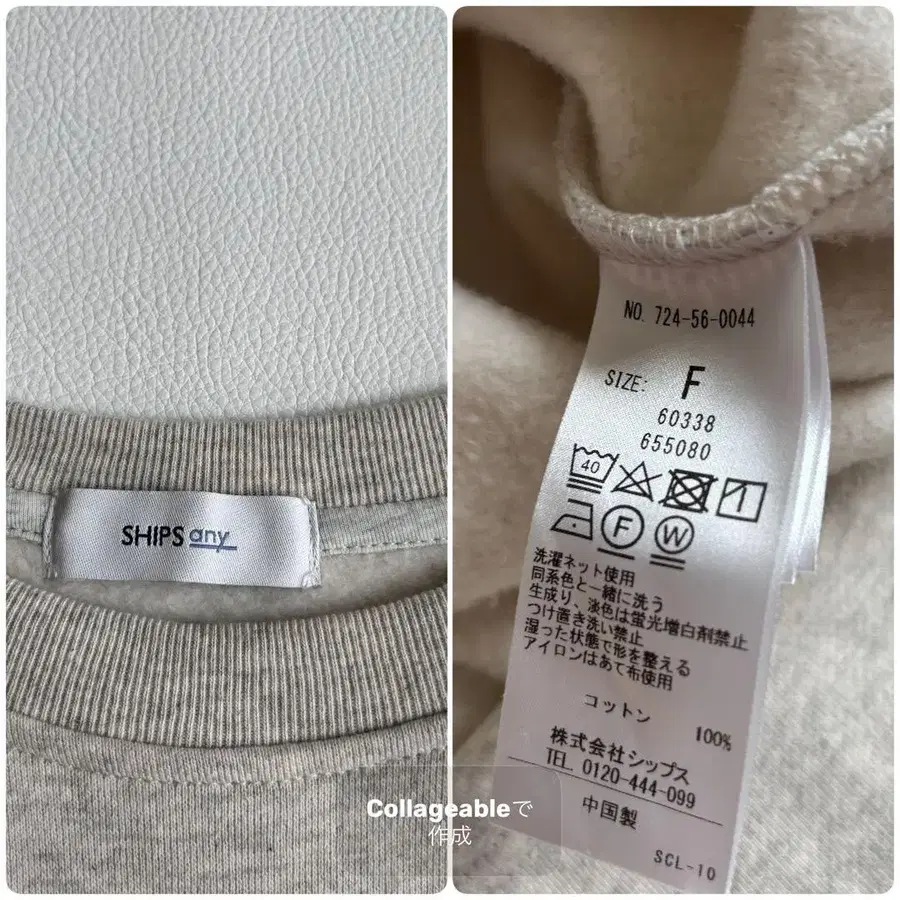 SHIPS any
NO. 724-56-0044
SIZE: F
60338
655080
40
F W
洗濯ネット使用
同系色と一緒に洗う
生成り、淡色は蛍光増白剤禁止
つけ置き洗い禁止
湿った状態で形を整える
アイロンはあて布使用
コットン 100%
株式会社シップス
TEL. 0120-444-099
中国製
SCL-10
Collageableで
作成